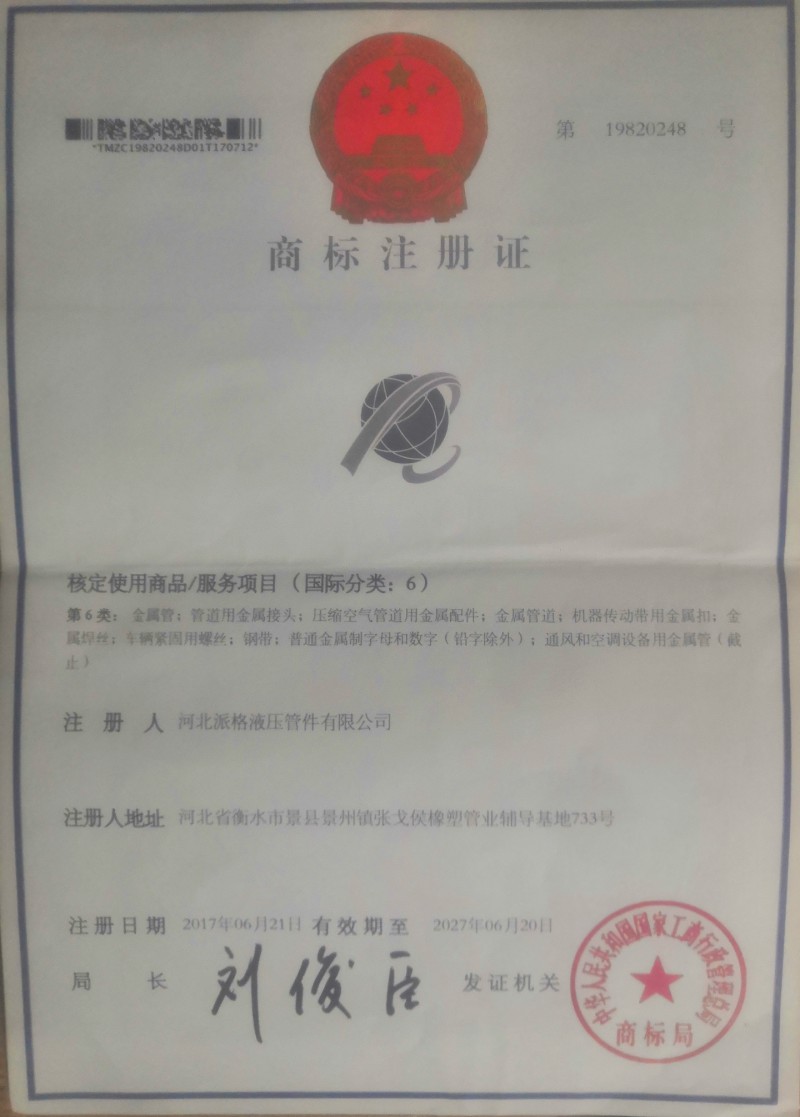 *TMZC19820248D01T170712*
第 19820248 号
商标注册证
核定使用商品/服务项目（国际分类：6）
第6类：金属管；管道用金属接头；压缩空气管道用金属配件；金属管道；机器传动带用金属扣；金
属焊丝；车辆紧固用螺丝；钢带；普通金属制字母和数字（铅字除外）；通风和空调设备用金属管（截
止）
注册人 河北派格液压管件有限公司
注册人地址 河北省衡水市景县景州镇张戈侯橡塑管业辅导基地733号
注册日期 2017年06月21日 有效期至 2027年06月20日
局长 刘俊臣 发证机关
中华人民共和国国家工商行政管理总局
商标局